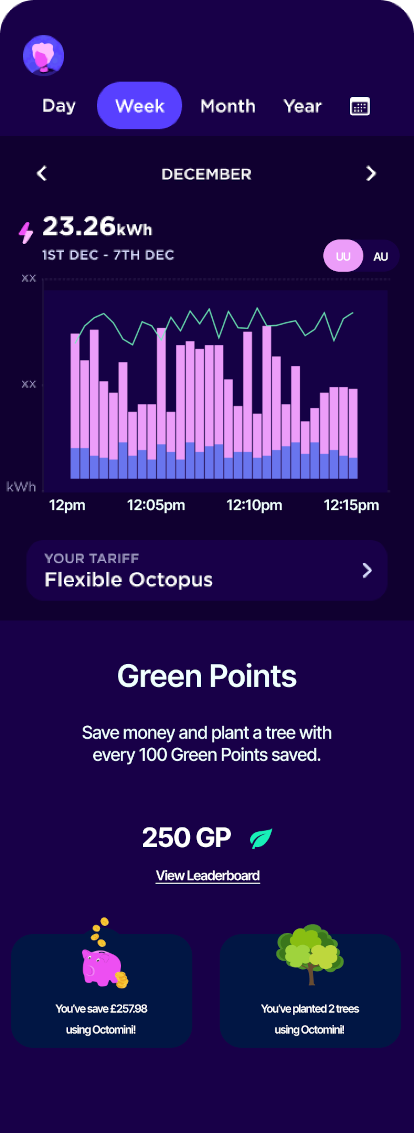 Day Week Month Year
DECEMBER
23.26kWh
1ST DEC - 7TH DEC
UU AU
xx
xx
kWh
12pm 12:05pm 12:10pm 12:15pm
YOUR TARIFF
Flexible Octopus
Green Points
Save money and plant a tree with
every 100 Green Points saved.
250 GP
View Leaderboard
You've save £257.98
using Octomini!
You've planted 2 trees
using Octomini!